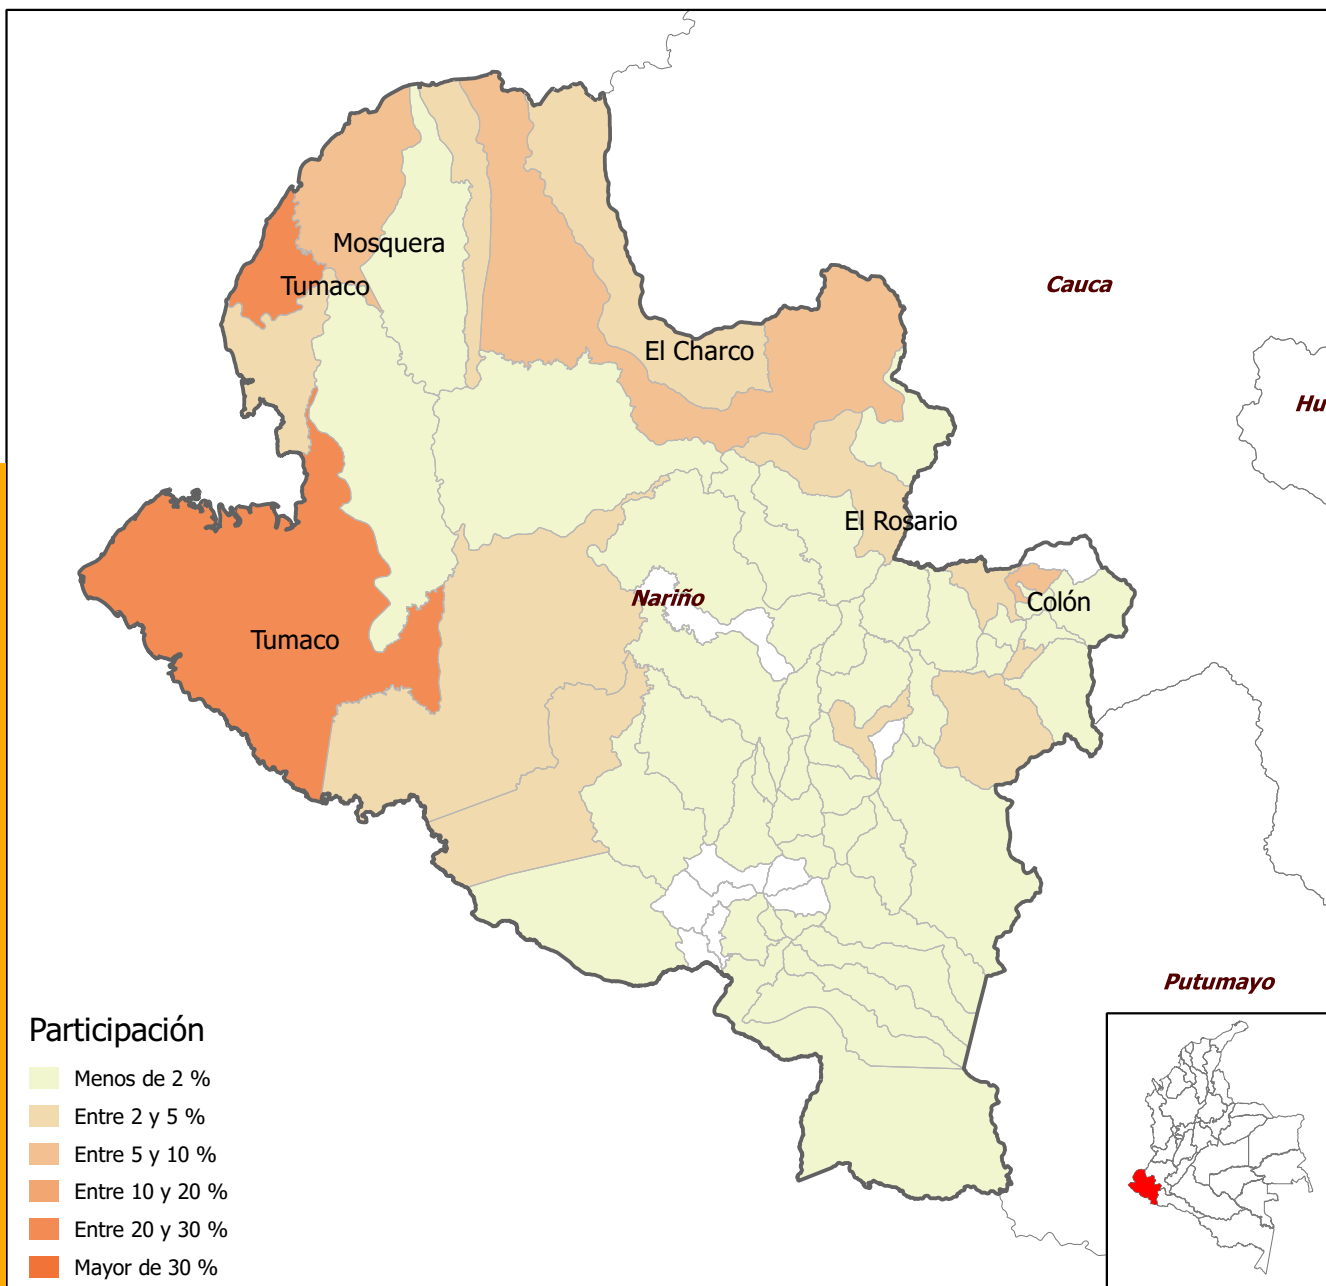 Mosquera
Tumaco
Cauca
El Charco
Hu
El Rosario
Nariño
Colón
Tumaco
Putumayo
Participación
Menos de 2 %
Entre 2 y 5 %
Entre 5 y 10 %
Entre 10 y 20 %
Entre 20 y 30 %
Mayor de 30 %